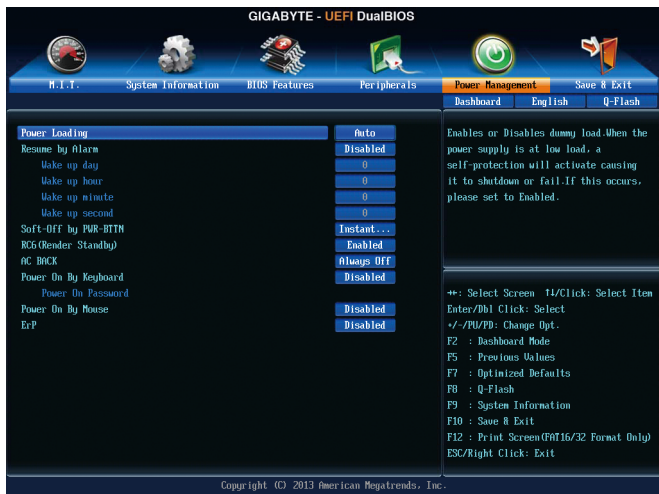 GIGABYTE - UEFI DualBIOS
M.I.T.
System Information
BIOS Features
Peripherals
Power Management
Save & Exit
Dashboard
English
Q-Flash
Power Loading Auto
Resume by Alarm Disabled
Wake up day 0
Wake up hour 0
Wake up minute 0
Wake up second 0
Soft-Off by PWR-BTTN Instant...
RC6(Render Standby) Enabled
AC BACK Always Off
Power On By Keyboard Disabled
Power On Password
Power On By Mouse Disabled
ErP Disabled
Enables or Disables dummy load.When the
power supply is at low load, a
self-protection will activate causing
it to shutdown or fail.If this occurs,
please set to Enabled.
→←: Select Screen ↑↓/Click: Select Item
Enter/Dbl Click: Select
+/-/PU/PD: Change Opt.
F2 : Dashboard Mode
F5 : Previous Values
F7 : Optimized Defaults
F8 : Q-Flash
F9 : System Information
F10 : Save & Exit
F12 : Print Screen(FAT16/32 Format Only)
ESC/Right Click: Exit
Copyright (C) 2013 American Megatrends, Inc.